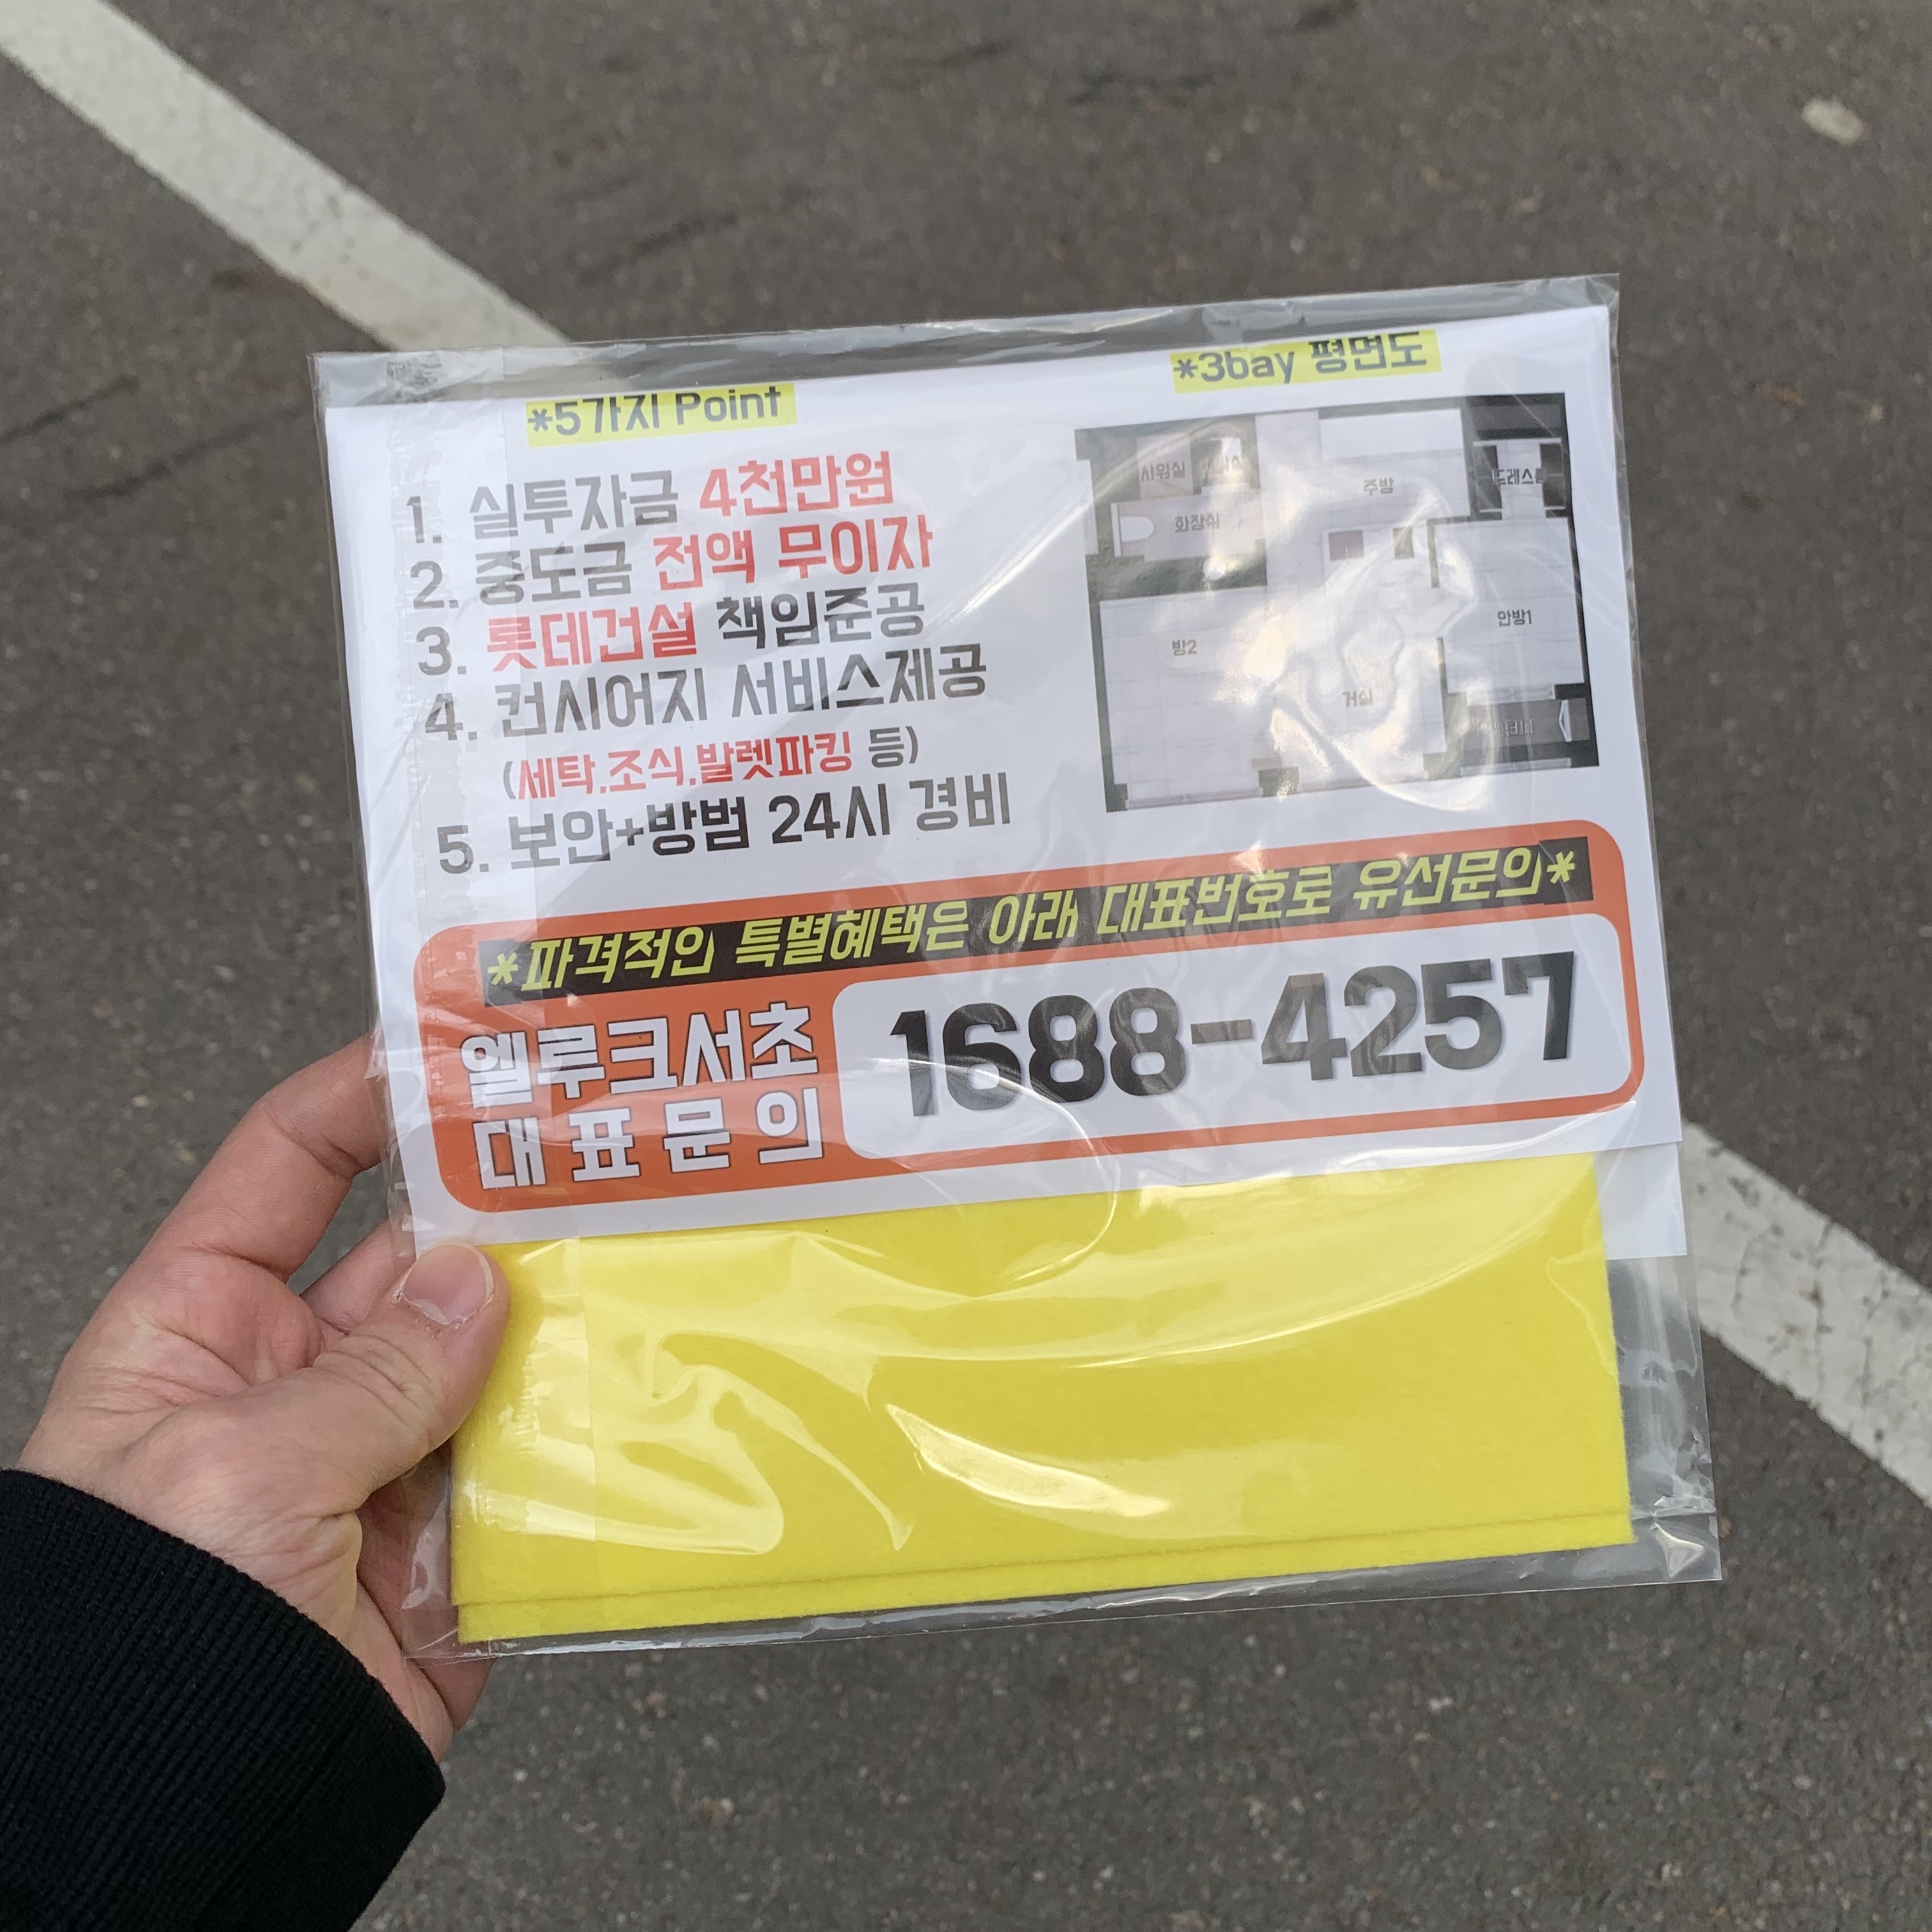 *5가지 Point
1. 실투자금 4천만원
2. 중도금 전액 무이자
3. 롯데건설 책임준공
4. 컨시어지 서비스제공
(세탁,조식,발렛파킹 등)
5. 보안+방범 24시 경비
*3bay 평면도
샤워실
주방
드레스룸
화장실
방2
안방1
거실
*파격적인 특별혜택은 아래 대표번호로 유선문의*
엘루크서초
대표문의
1688-4257